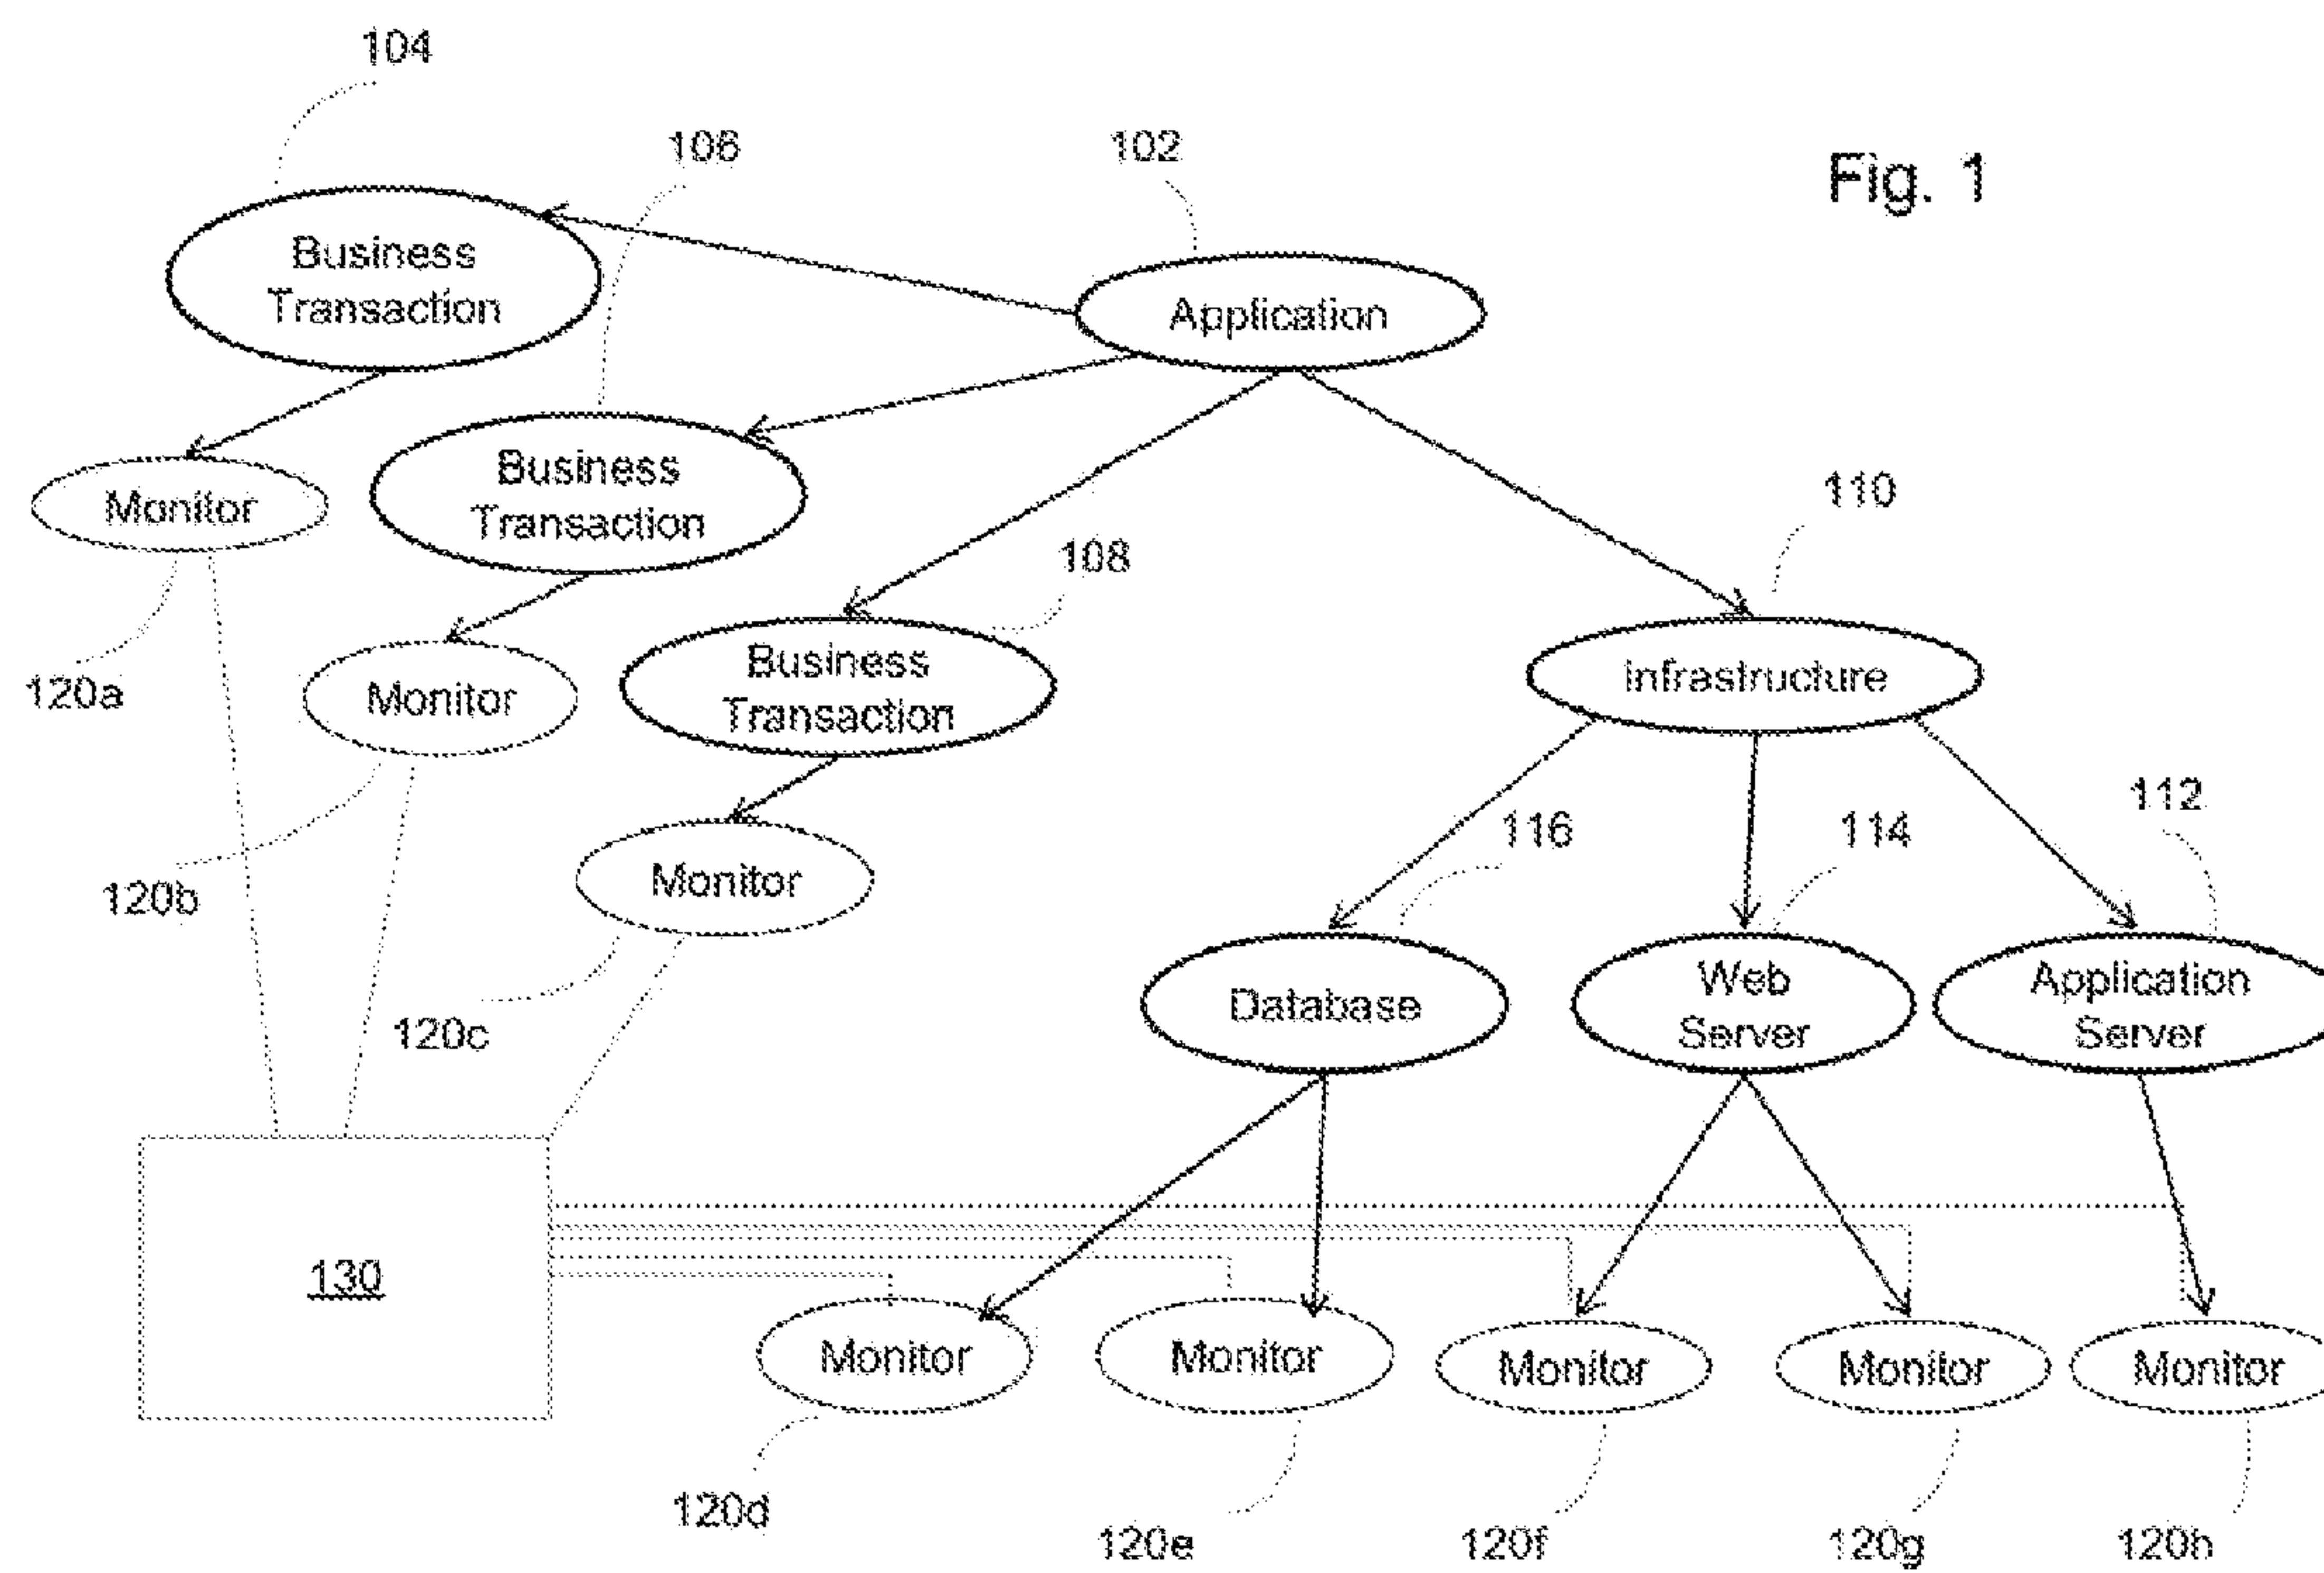 104
106
102
Fig. 1
Business
Transaction
Application
Business
Transaction
Monitor
110
108
120a
Monitor
Business
Transaction
Infrastructure
112
116
114
120b
Monitor
120c
Database
Web
Server
Application
Server
130
Monitor
Monitor
Monitor
Monitor
Monitor
120d
120e
120f
120g
120h